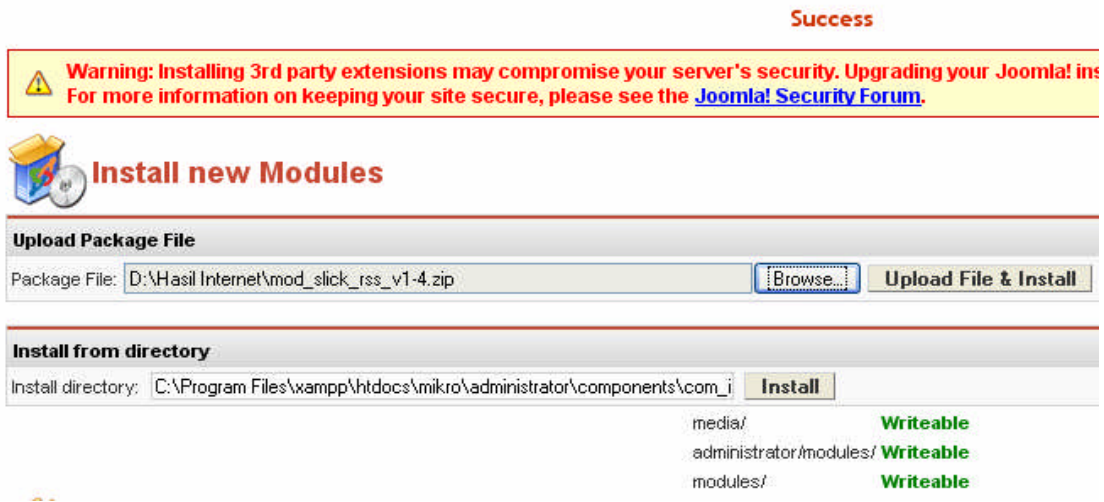 Success
Warning: Installing 3rd party extensions may compromise your server's security. Upgrading your Joomla!
For more information on keeping your site secure, please see the Joomla! Security Forum.
Install new Modules
Upload Package File
Package File: D:\Hasil Internet\mod_slick_rss_v1-4.zip Browse... Upload File & Install
Install from directory
Install directory: C:\Program Files\xampp\htdocs\mikro\administrator\components\com_i Install
media/ Writeable
administrator/modules/ Writeable
modules/ Writeable